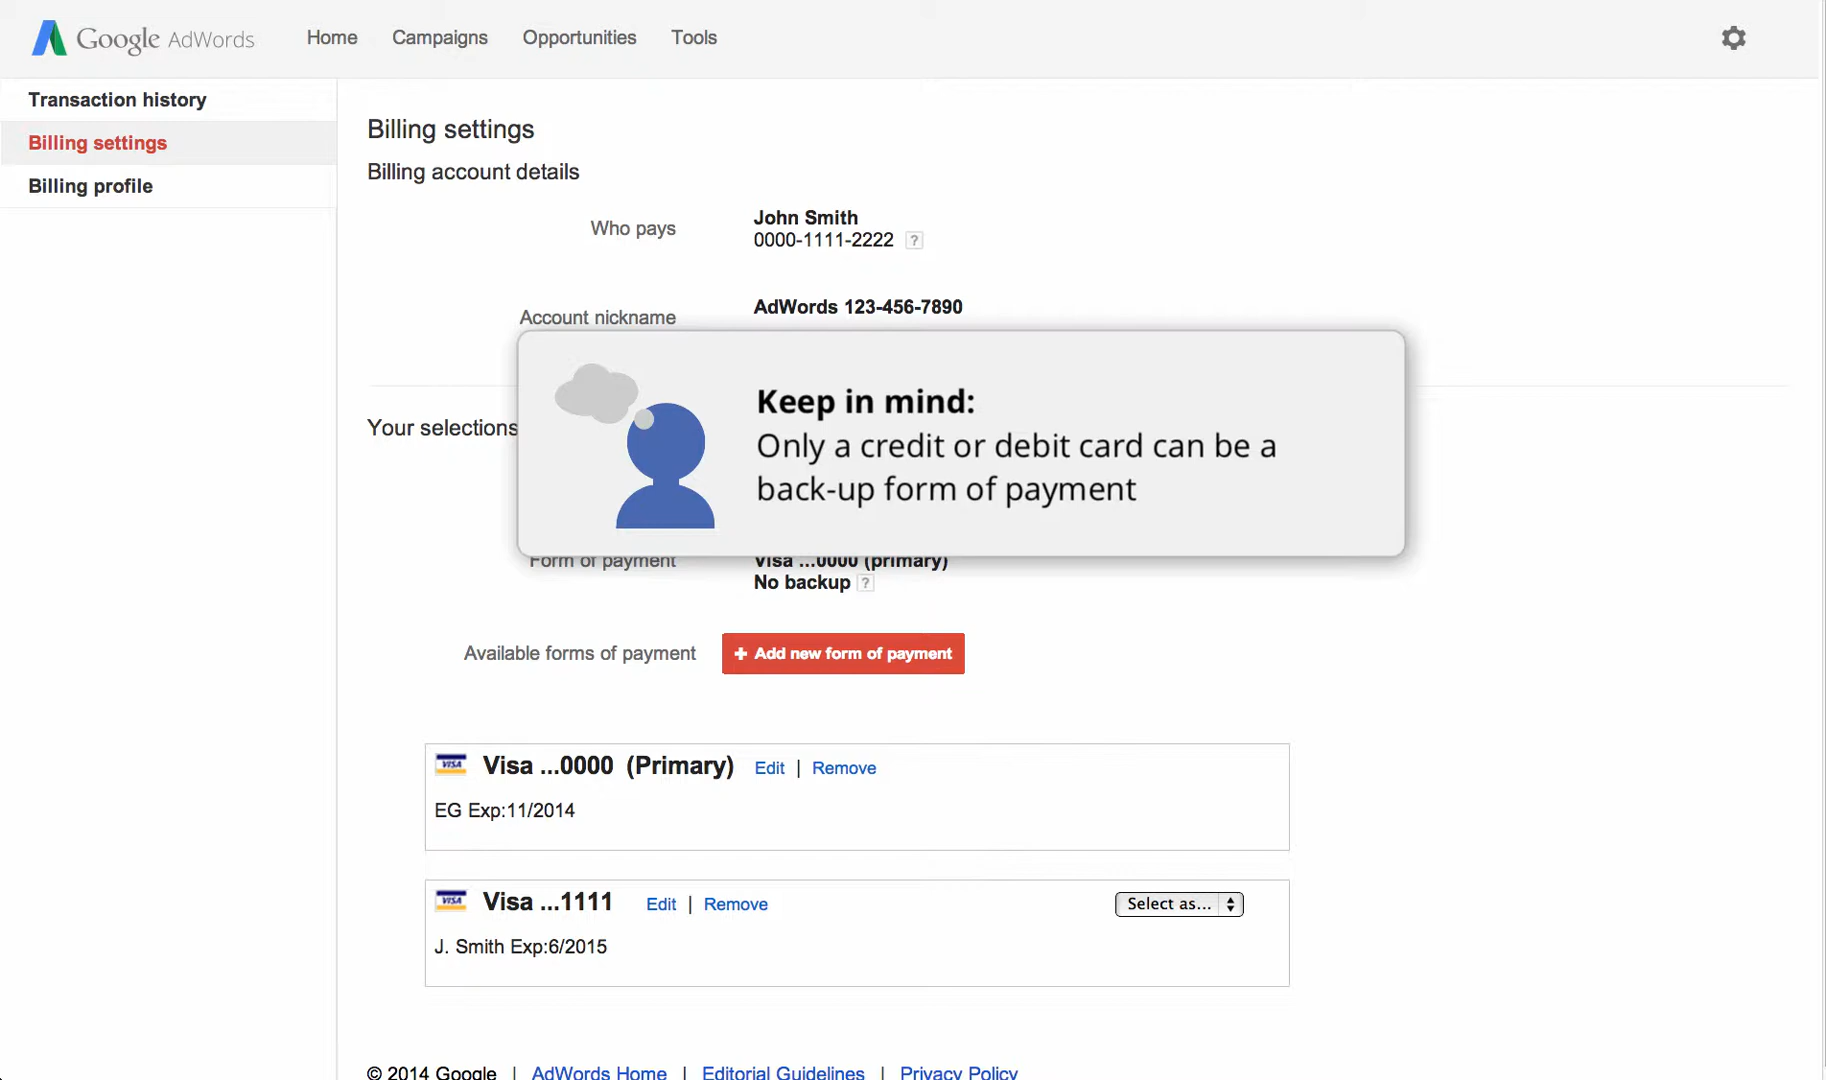 Google AdWords Home Campaigns Opportunities Tools
Transaction history
Billing settings
Billing profile
Billing settings
Billing account details
Who pays
John Smith
0000-1111-2222 ?
Account nickname
AdWords 123-456-7890
Your selections
Keep in mind:
Only a credit or debit card can be a
back-up form of payment
Form of payment
Visa ...0000 (primary)
No backup ?
Available forms of payment
+ Add new form of payment
VISA Visa ...0000 (Primary) Edit | Remove
EG Exp:11/2014
VISA Visa ...1111 Edit | Remove Select as...
J. Smith Exp:6/2015
© 2014 Google | AdWords Home | Editorial Guidelines | Privacy Policy